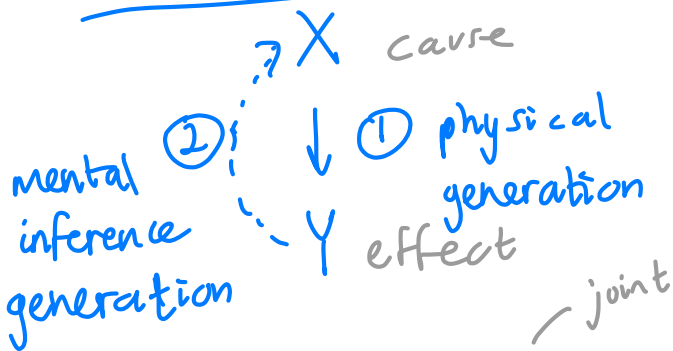 X cause
② ① physical
generation
mental
inference
generation
Y effect
joint